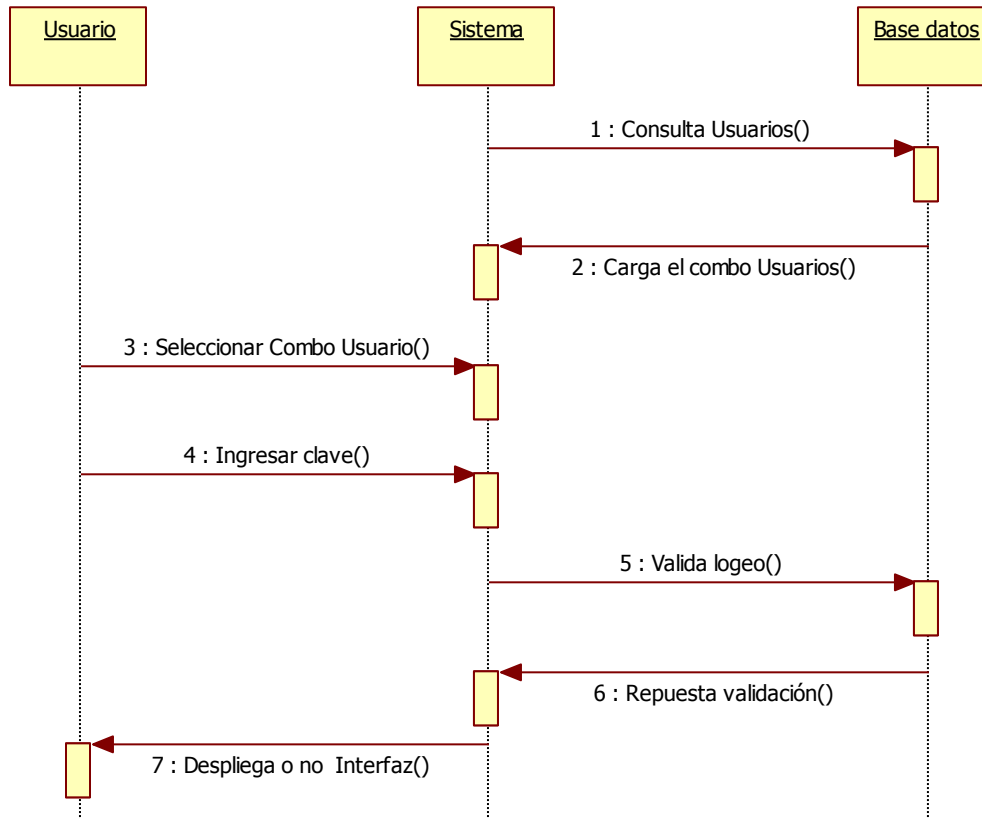 Usuario
Sistema
Base datos
1 : Consulta Usuarios()
2 : Carga el combo Usuarios()
3 : Seleccionar Combo Usuario()
4 : Ingresar clave()
5 : Valida logeo()
6 : Repuesta validación()
7 : Despliega o no  Interfaz()